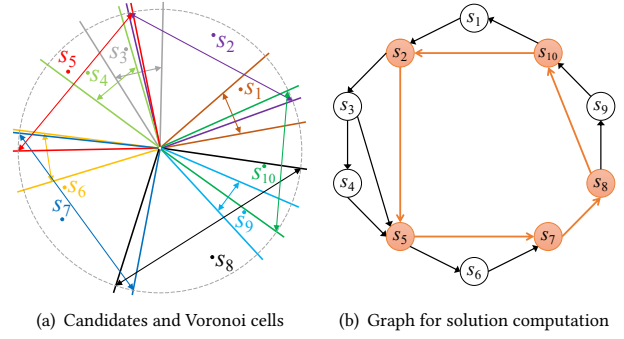 s5
s4
s3
s2
s1
s10
s9
s8
s7
s6
(a) Candidates and Voronoi cells
s1
s2
s10
s3
s9
s4
s8
s5
s7
s6
(b) Graph for solution computation